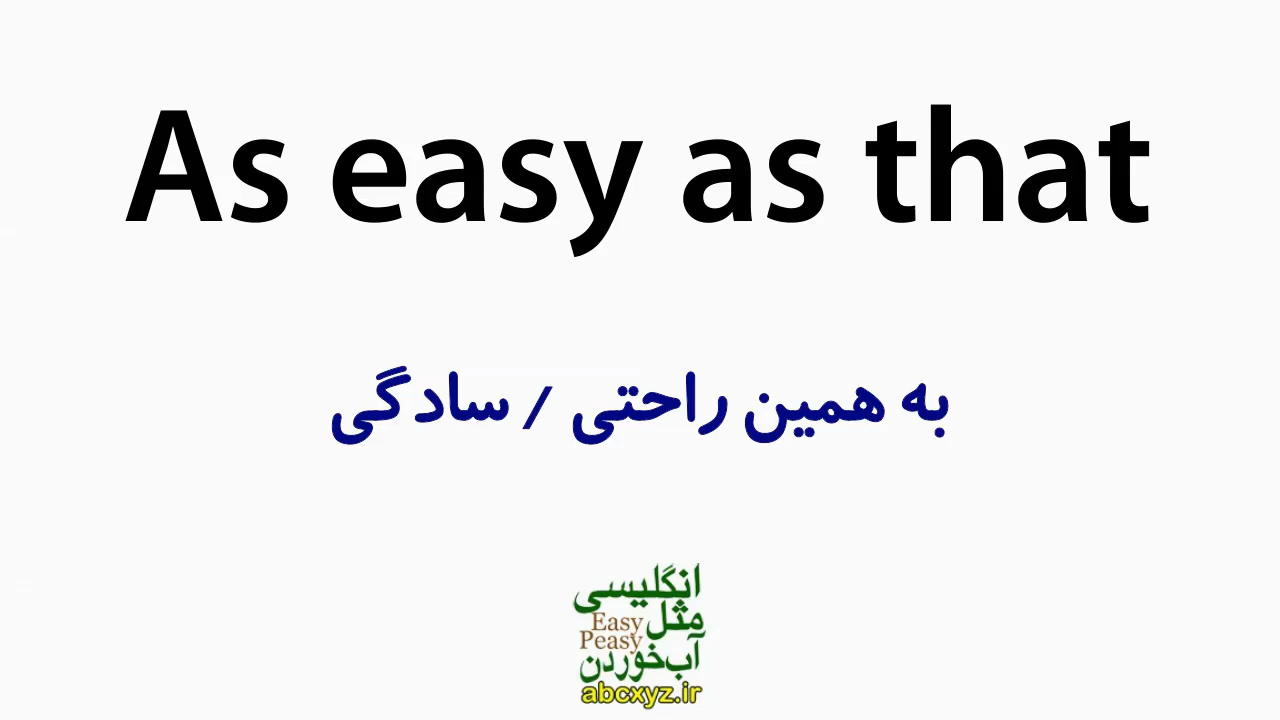 As easy as that
به همین راحتی / سادگی
انگلیسی
مثل Easy
Peasy
آب‌خوردن
abcxyz.ir